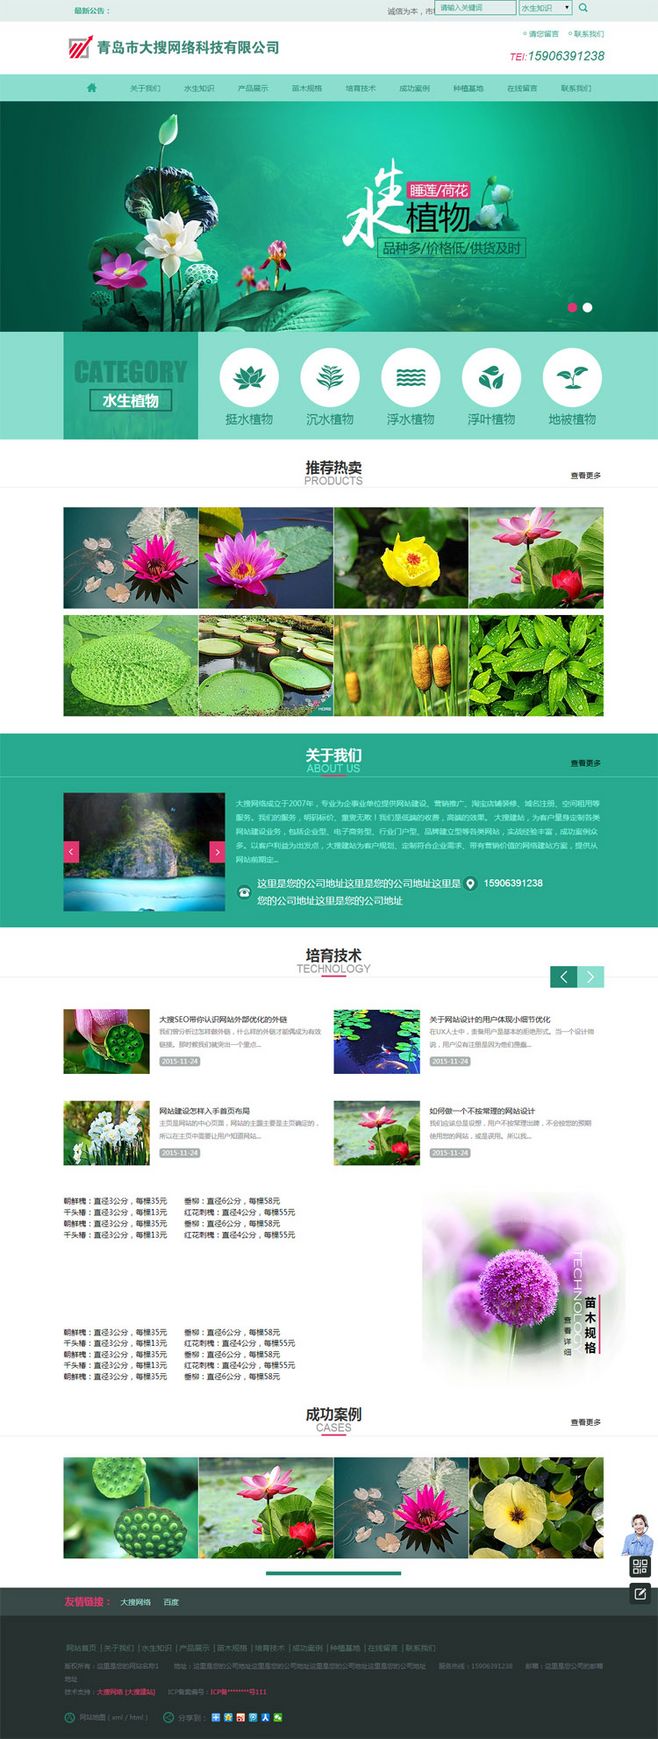 最新公告：
诚信为本，市
请输入关键词
水生知识
青岛市大搜网络科技有限公司
请您留言 联系我们
TEl:15906391238
关于我们 水生知识 产品展示 苗木规格 培育技术 成功案例 种植基地 在线留言 联系我们
水生
睡莲/荷花
植物
品种多/价格低/供货及时
CATEGORY
水生植物
挺水植物 沉水植物 浮水植物 浮叶植物 地被植物
推荐热卖
PRODUCTS
查看更多
关于我们
ABOUT US
查看更多
大搜网络成立于2007年，专业为企事业单位提供网站建设、营销推广、淘宝店铺装修、域名注册、空间租用等
服务。我们的服务，明码标价、童叟无欺！我们是低端的收费，高端的效果。 大搜建站，为客户量身定制各类
网站建设业务，包括企业型、电子商务型、行业门户型、品牌建立型等各类网站，实战经验丰富，成功案例众
多。以客户利益为出发点，大搜建站为客户规划、定制符合企业需求、带有营销价值的网络建站方案，提供从
网站前期定...
这里是您的公司地址这里是您的公司地址这里是
您的公司地址这里是您的公司地址
15906391238
培育技术
TECHNOLOGY
大搜SEO带你认识网站外部优化的外链
我们曾分析过怎样做外链，什么样的外链才能偶成为有效
链接。那时候我们就突出一个重点...
2015-11-24
关于网站设计的用户体现小细节优化
在UX人士中，责备用户是基本的拒绝形式。当一个设计师
说，用户没有注册是因为他们愚蠢...
2015-11-24
网站建设怎样入手首页布局
主页是网站的中心页面，网站的主题主要是主页确定的，
所以在主页中需要让用户知道网站...
2015-11-24
如何做一个不按常理的网站设计
我们应该总是设想，用户不按常理出牌，不会按您的预期
使用您的网站，或是误用。所以我...
2015-11-24
朝鲜槐：直径3公分，每棵35元 垂柳：直径6公分，每棵58元
千头椿：直径3公分，每棵13元 红花刺槐：直径4公分，每棵55元
朝鲜槐：直径3公分，每棵35元 垂柳：直径6公分，每棵58元
千头椿：直径3公分，每棵13元 红花刺槐：直径4公分，每棵55元
TECHNOLOGY
苗木规格
查看详细
朝鲜槐：直径3公分，每棵35元 垂柳：直径6公分，每棵58元
千头椿：直径3公分，每棵13元 红花刺槐：直径4公分，每棵55元
朝鲜槐：直径3公分，每棵35元 垂柳：直径6公分，每棵58元
千头椿：直径3公分，每棵13元 红花刺槐：直径4公分，每棵55元
朝鲜槐：直径3公分，每棵35元 垂柳：直径6公分，每棵58元
成功案例
CASES
查看更多
友情链接： 大搜网络 百度
网站首页 | 关于我们 | 水生知识 | 产品展示 | 苗木规格 | 培育技术 | 成功案例 | 种植基地 | 在线留言 | 联系我们
版权所有：这里是您的网站名称1 地址：这里是您的公司地址这里是您的公司地址这里是您的公司地址这里是您的公司地址 服务热线：15906391238 邮箱：这里是您公司的邮箱
地址
技术支持：大搜网络 [大搜建站] ICP备案编号：ICP备********号111
网站地图 ( xml / html ) 分享到：